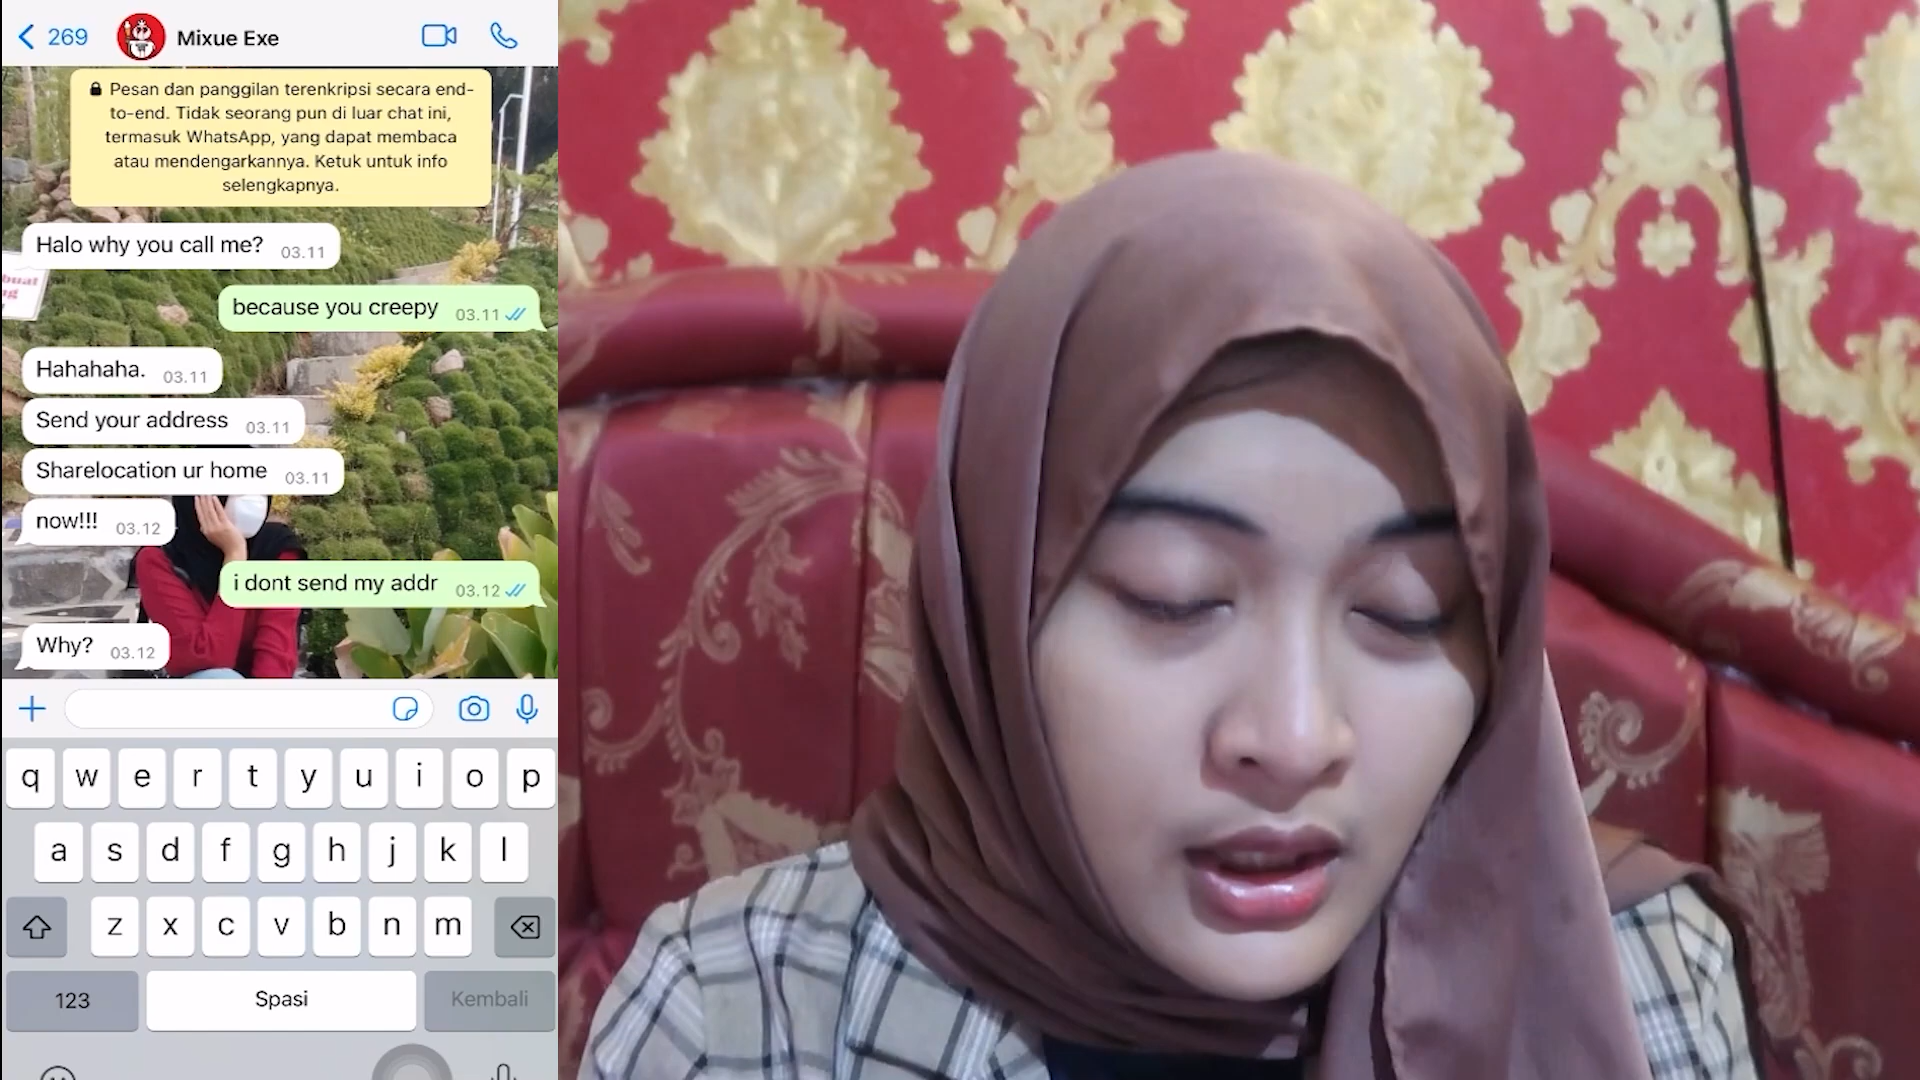 269
Mixue Exe
Pesan dan panggilan terenkripsi secara end-
to-end. Tidak seorang pun di luar chat ini,
termasuk WhatsApp, yang dapat membaca
atau mendengarkannya. Ketuk untuk info
selengkapnya.
Halo why you call me? 03.11
because you creepy 03.11
Hahahaha. 03.11
Send your address 03.11
Sharelocation ur home 03.11
now!!! 03.12
i dont send my addr 03.12
Why? 03.12
q w e r t y u i o p
a s d f g h j k l
z x c v b n m
123 Spasi Kembali